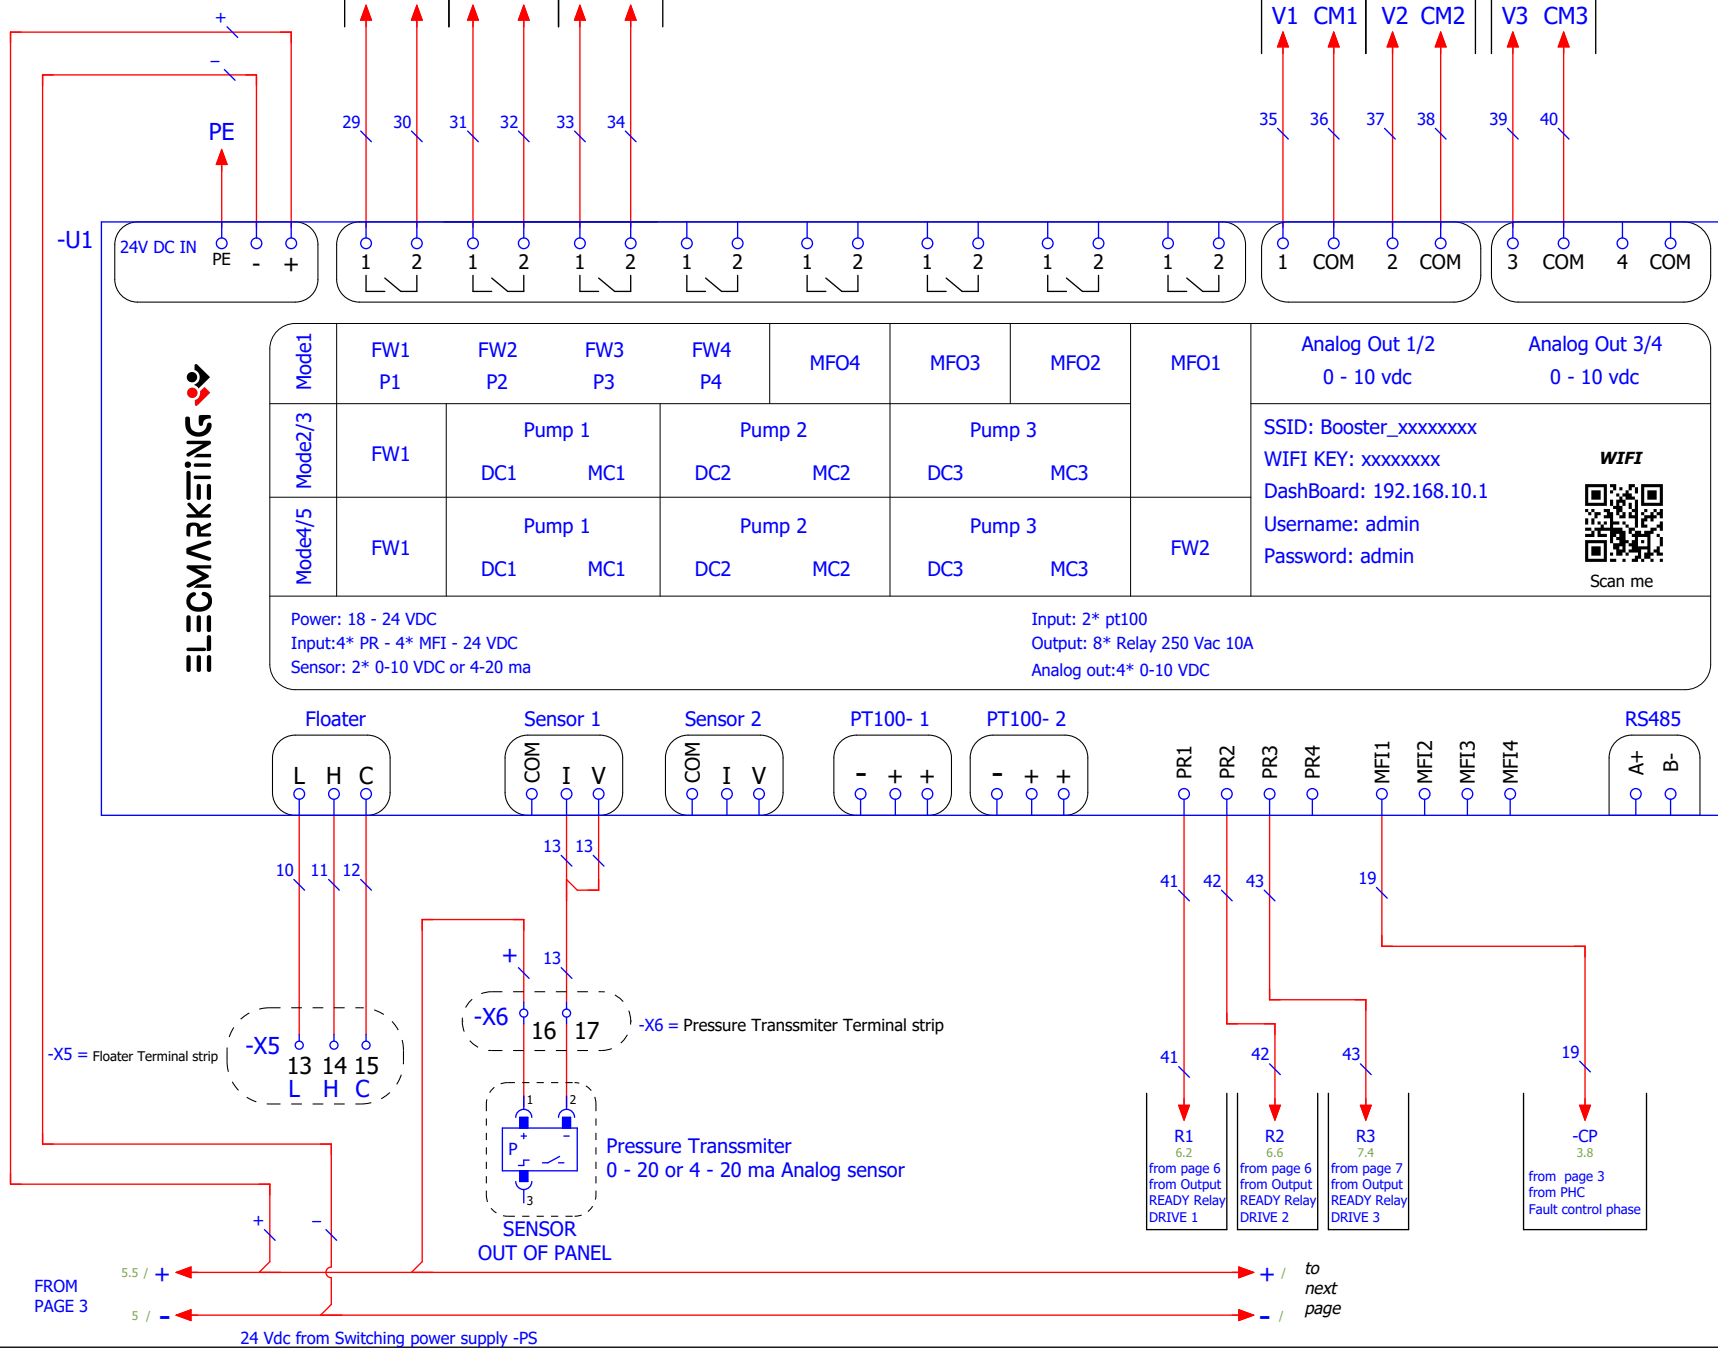 V1 CM1 V2 CM2 V3 CM3
+
–
PE
29 30 31 32 33 34
35 36 37 38 39 40
-U1
24V DC IN
PE - +
1 2 1 2 1 2 1 2 1 2 1 2 1 2 1 2
1 COM 2 COM 3 COM 4 COM
ELECMARKETiNG
Mode1
FW1 P1
FW2 P2
FW3 P3
FW4 P4
MFO4
MFO3
MFO2
MFO1
Analog Out 1/2
0 - 10 vdc
Analog Out 3/4
0 - 10 vdc
Mode2/3
FW1
Pump 1
DC1 MC1
Pump 2
DC2 MC2
Pump 3
DC3 MC3
Mode4/5
FW1
Pump 1
DC1 MC1
Pump 2
DC2 MC2
Pump 3
DC3 MC3
FW2
SSID: Booster_xxxxxxxx
WIFI KEY: xxxxxxxx
DashBoard: 192.168.10.1
Username: admin
Password: admin
WIFI
Scan me
Power: 18 - 24 VDC
Input:4* PR - 4* MFI - 24 VDC
Sensor: 2* 0-10 VDC or 4-20 ma
Input: 2* pt100
Output: 8* Relay 250 Vac 10A
Analog out:4* 0-10 VDC
Floater
L H C
Sensor 1
COM I V
Sensor 2
COM I V
PT100- 1
- + +
PT100- 2
- + +
PR1 PR2 PR3 PR4
MFI1 MFI2 MFI3 MFI4
RS485
A+ B-
10 11 12
13 13
41 42 43
19
+ 13
-X6
16 17
-X6 = Pressure Transsmiter Terminal strip
-X5 = Floater Terminal strip
-X5
13 14 15
L H C
1 2
+ –
P
3
Pressure Transsmiter
0 - 20 or 4 - 20 ma Analog sensor
SENSOR
OUT OF PANEL
41 42 43 19
R1
6.2
from page 6
from Output
READY Relay
DRIVE 1
R2
6.6
from page 6
from Output
READY Relay
DRIVE 2
R3
7.4
from page 7
from Output
READY Relay
DRIVE 3
-CP
3.8
from page 3
from PHC
Fault control phase
+ –
FROM
PAGE 3
5.5 / +
5 / -
+ /
- /
to
next
page
24 Vdc from Switching power supply -PS